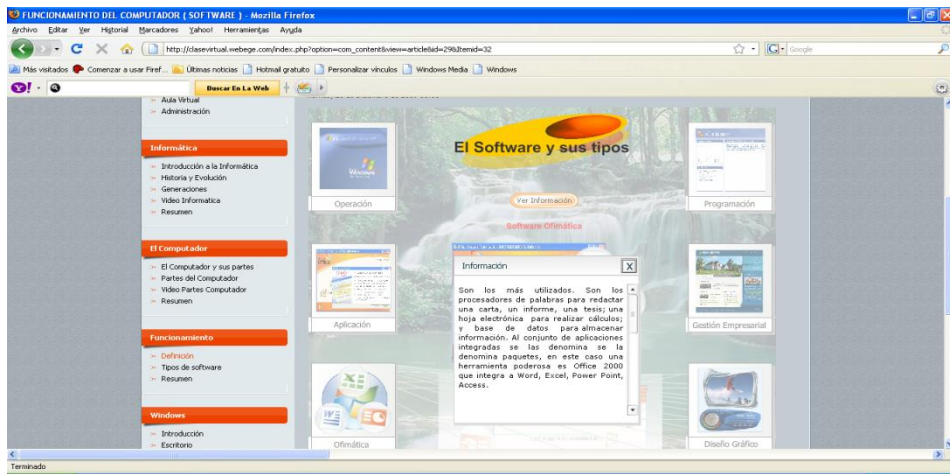 FUNCIONAMIENTO DEL COMPUTADOR ( SOFTWARE ) - Mozilla Firefox
Archivo Editar Ver Historial Marcadores Yahoo! Herramientas Ayuda
http://clasevirtual.webege.com/index.php?option=com_content&view=article&id=29&Itemid=32
Google
Más visitados Comenzar a usar Firef... Últimas noticias Hotmail gratuito Personalizar vínculos Windows Media Windows
Y! Buscar En La Web
Aula Virtual
Administración
Informática
Introducción a la Informática
Historia y Evolución
Generaciones
Video Informatica
Resumen
El Computador
El Computador y sus partes
Partes del Computador
Video Partes Computador
Resumen
Funcionamiento
Definición
Tipos de software
Resumen
Windows
Introducción
Escritorio
El Software y sus tipos
Ver Información
Software Ofimática
Operación
Programación
Aplicación
Gestión Empresarial
Ofimática
Diseño Gráfico
Información
X
Son los más utilizados. Son los
procesadores de palabras para redactar
una carta, un informe, una tesis; una
hoja electrónica para realizar cálculos;
y base de datos para almacenar
información. Al conjunto de aplicaciones
integradas se las denomina se la
denomina paquetes, en este caso una
herramienta poderosa es Office 2000
que integra a Word, Excel, Power Point,
Access.
Terminado